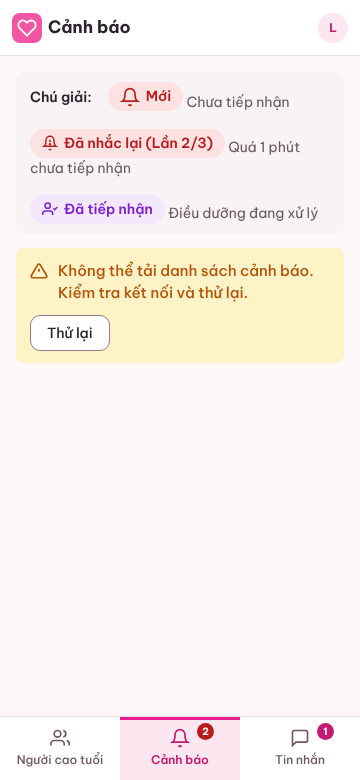 Cảnh báo
L
Chú giải: Mới Chưa tiếp nhận
Đã nhắc lại (Lần 2/3) Quá 1 phút
chưa tiếp nhận
Đã tiếp nhận Điều dưỡng đang xử lý
Không thể tải danh sách cảnh báo.
Kiểm tra kết nối và thử lại.
Thử lại
2
1
Người cao tuổi Cảnh báo Tin nhắn